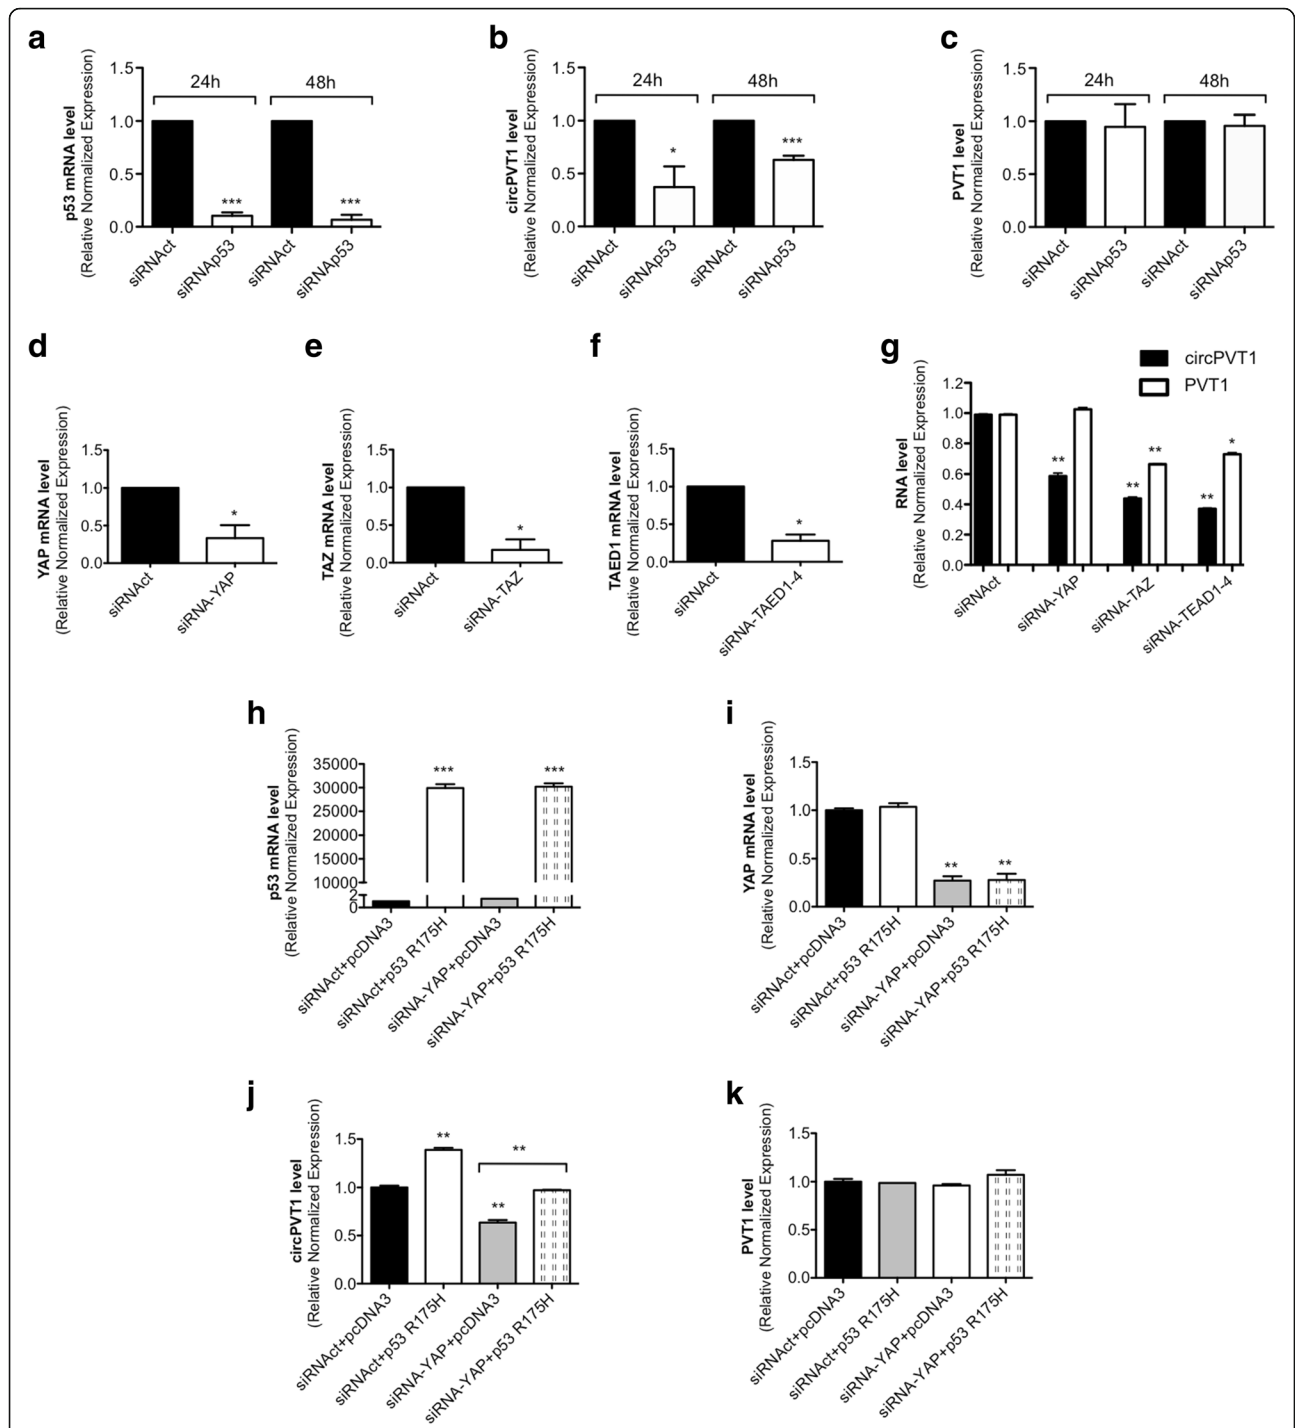 a
p53 mRNA level
(Relative Normalized Expression)
1.5
1.0
0.5
0.0
24h
48h
***
***
siRNAct
siRNAp53
siRNAct
siRNAp53
b
circPVT1 level
(Relative Normalized Expression)
1.5
1.0
0.5
0.0
24h
48h
*
***
siRNAct
siRNAp53
siRNAct
siRNAp53
c
PVT1 level
(Relative Normalized Expression)
1.5
1.0
0.5
0.0
24h
48h
siRNAct
siRNAp53
siRNAct
siRNAp53
d
YAP mRNA level
(Relative Normalized Expression)
1.5
1.0
0.5
0.0
*
siRNAct
siRNA-YAP
e
TAZ mRNA level
(Relative Normalized Expression)
1.5
1.0
0.5
0.0
*
siRNAct
siRNA-TAZ
f
TAED1 mRNA level
(Relative Normalized Expression)
1.5
1.0
0.5
0.0
*
siRNAct
siRNA-TAED1-4
g
circPVT1
PVT1
RNA level
(Relative Normalized Expression)
1.2
1.0
0.8
0.6
0.4
0.2
0.0
**
**
**
**
*
siRNAct
siRNA-YAP
siRNA-TAZ
siRNA-TEAD1-4
h
p53 mRNA level
(Relative Normalized Expression)
35000
30000
25000
20000
15000
10000
2
0
***
***
siRNAct+pcDNA3
siRNAct+p53 R175H
siRNA-YAP+pcDNA3
siRNA-YAP+p53 R175H
i
YAP mRNA level
(Relative Normalized Expression)
1.5
1.0
0.5
0.0
**
**
siRNAct+pcDNA3
siRNAct+p53 R175H
siRNA-YAP+pcDNA3
siRNA-YAP+p53 R175H
j
circPVT1 level
(Relative Normalized Expression)
1.5
1.0
0.5
0.0
**
**
**
siRNAct+pcDNA3
siRNAct+p53 R175H
siRNA-YAP+pcDNA3
siRNA-YAP+p53 R175H
k
PVT1 level
(Relative Normalized Expression)
1.5
1.0
0.5
0.0
siRNAct+pcDNA3
siRNAct+p53 R175H
siRNA-YAP+pcDNA3
siRNA-YAP+p53 R175H